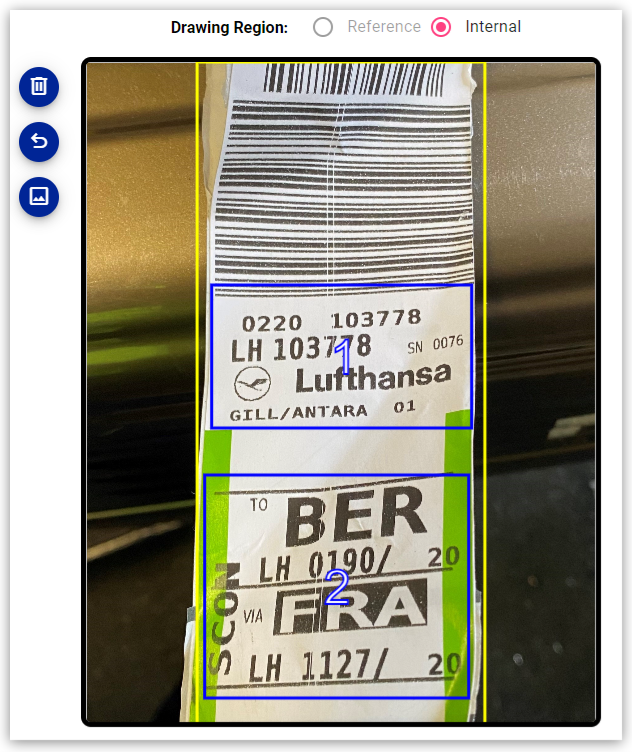 Drawing Region: Reference Internal
0220 103778
LH 103778 SN 0076
1
Lufthansa
GILL/ANTARA 01
TO BER
LH 0190/ 20
2
VIA FRA
LH 1127/ 20
SCON